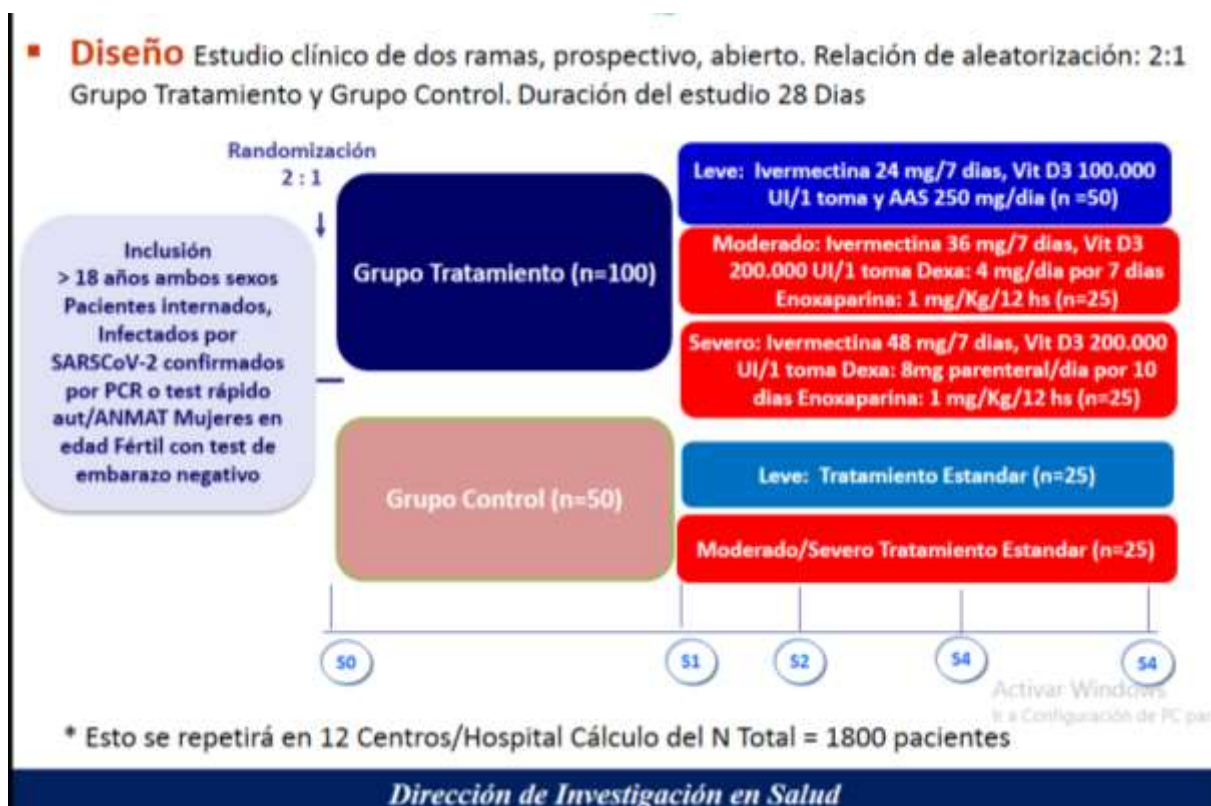 ▪ Diseño Estudio clínico de dos ramas, prospectivo, abierto. Relación de aleatorización: 2:1
Grupo Tratamiento y Grupo Control. Duración del estudio 28 Dias
Randomización
2 : 1
Inclusión
> 18 años ambos sexos
Pacientes internados,
Infectados por
SARSCoV-2 confirmados
por PCR o test rápido
aut/ANMAT Mujeres en
edad Fértil con test de
embarazo negativo
Grupo Tratamiento (n=100)
Leve: Ivermectina 24 mg/7 dias, Vit D3 100.000
UI/1 toma y AAS 250 mg/dia (n =50)
Moderado: Ivermectina 36 mg/7 dias, Vit D3
200.000 UI/1 toma Dexa: 4 mg/dia por 7 dias
Enoxaparina: 1 mg/Kg/12 hs (n=25)
Severo: Ivermectina 48 mg/7 dias, Vit D3 200.000
UI/1 toma Dexa: 8mg parenteral/dia por 10
dias Enoxaparina: 1 mg/Kg/12 hs (n=25)
Grupo Control (n=50)
Leve: Tratamiento Estandar (n=25)
Moderado/Severo Tratamiento Estandar (n=25)
S0
S1
S2
S4
S4
Activar Windows
Ir a Configuración de PC par
* Esto se repetirá en 12 Centros/Hospital Cálculo del N Total = 1800 pacientes
Dirección de Investigación en Salud